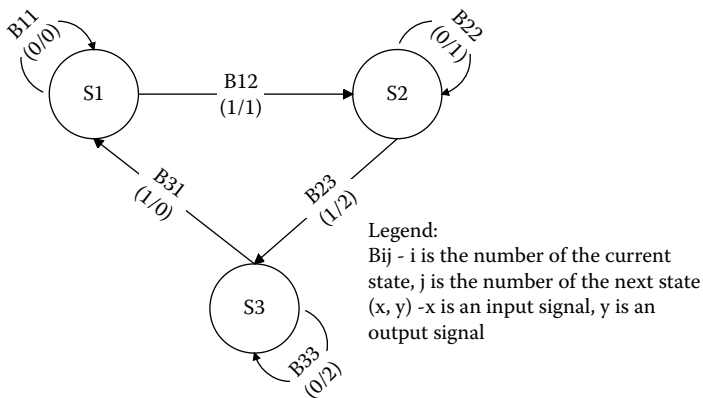 B11
(0/0)
B22
(0/1)
S1
B12
(1/1)
S2
B31
(1/0)
B23
(1/2)
S3
B33
(0/2)
Legend:
Bij - i is the number of the current
state, j is the number of the next state
(x, y) -x is an input signal, y is an
output signal